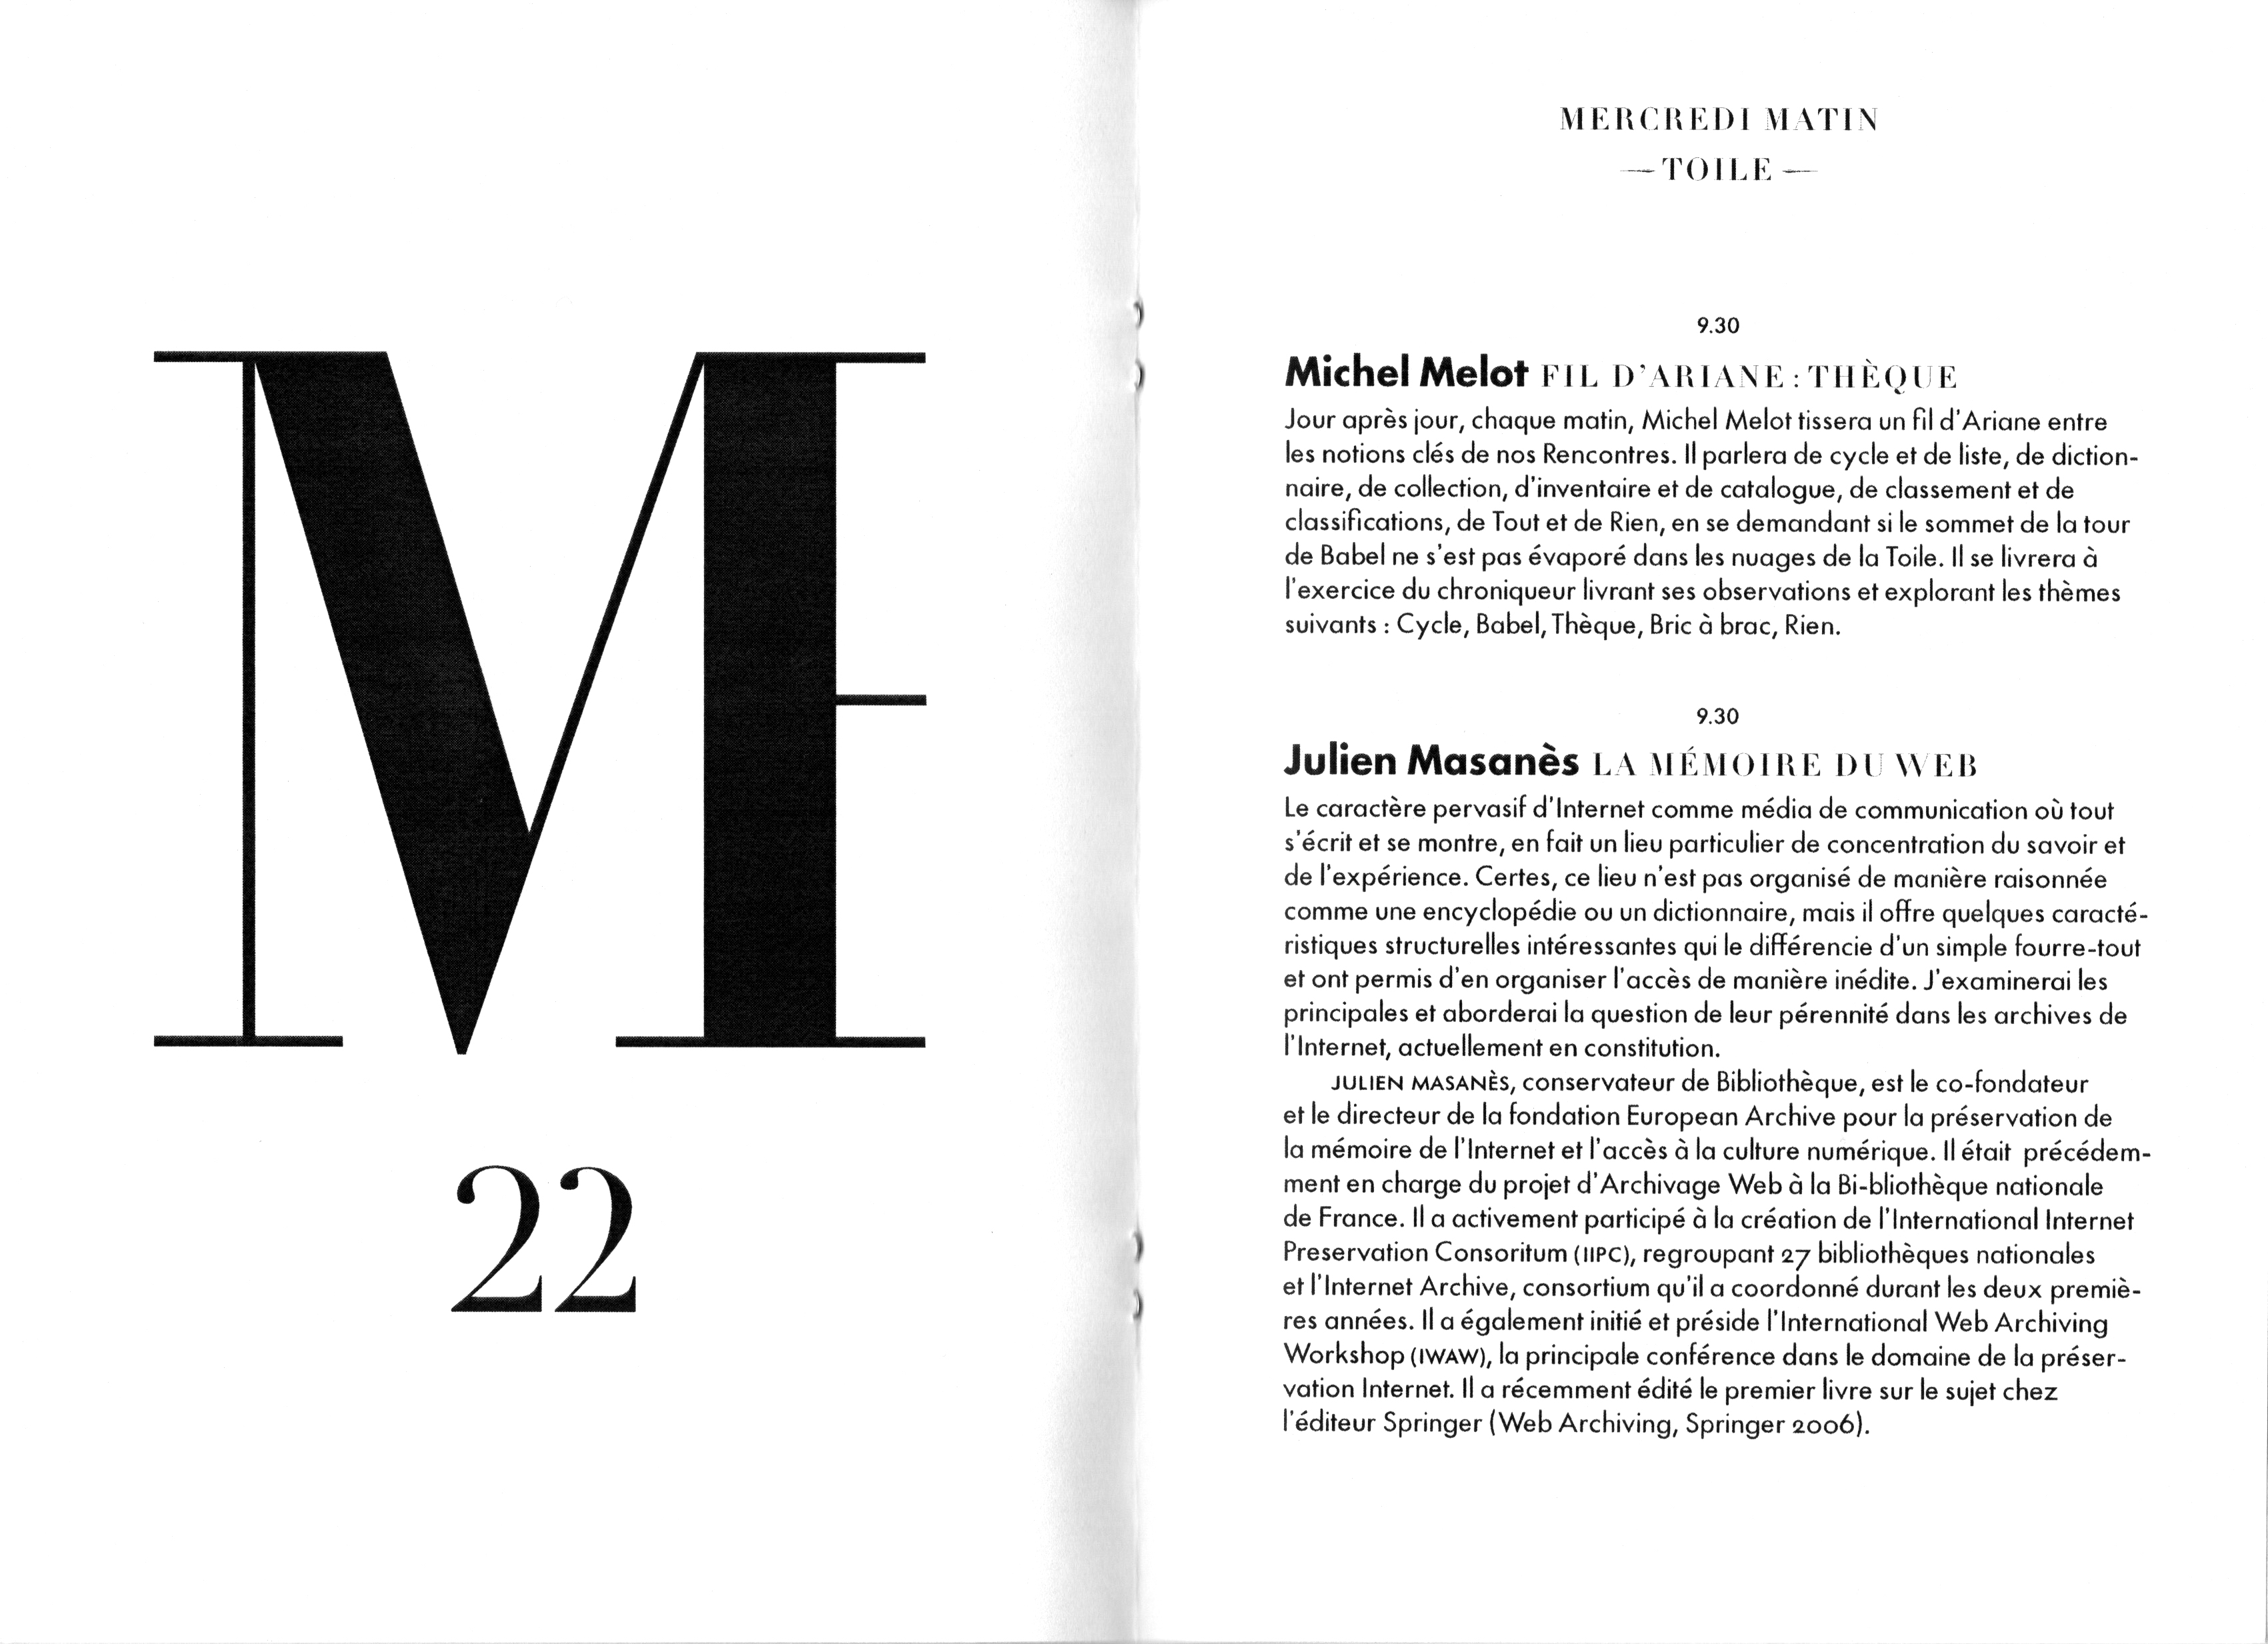 ME
22
MERCREDI MATIN
— TOILE —
9.30
Michel Melot FIL D'ARIANE : THÈQUE
Jour après jour, chaque matin, Michel Melot tissera un fil d'Ariane entre
les notions clés de nos Rencontres. Il parlera de cycle et de liste, de diction-
naire, de collection, d'inventaire et de catalogue, de classement et de
classifications, de Tout et de Rien, en se demandant si le sommet de la tour
de Babel ne s'est pas évaporé dans les nuages de la Toile. Il se livrera à
l'exercice du chroniqueur livrant ses observations et explorant les thèmes
suivants : Cycle, Babel, Thèque, Bric à brac, Rien.
9.30
Julien Masanès LA MÉMOIRE DU WEB
Le caractère pervasif d'Internet comme média de communication où tout
s'écrit et se montre, en fait un lieu particulier de concentration du savoir et
de l'expérience. Certes, ce lieu n'est pas organisé de manière raisonnée
comme une encyclopédie ou un dictionnaire, mais il offre quelques caracté-
ristiques structurelles intéressantes qui le différencie d'un simple fourre-tout
et ont permis d'en organiser l'accès de manière inédite. J'examinerai les
principales et aborderai la question de leur pérennité dans les archives de
l'Internet, actuellement en constitution.
JULIEN MASANÈS, conservateur de Bibliothèque, est le co-fondateur
et le directeur de la fondation European Archive pour la préservation de
la mémoire de l'Internet et l'accès à la culture numérique. Il était précédem-
ment en charge du projet d'Archivage Web à la Bi-bliothèque nationale
de France. Il a activement participé à la création de l'International Internet
Preservation Consoritum (IIPC), regroupant 27 bibliothèques nationales
et l'Internet Archive, consortium qu'il a coordonné durant les deux premiè-
res années. Il a également initié et préside l'International Web Archiving
Workshop (IWAW), la principale conférence dans le domaine de la préser-
vation Internet. Il a récemment édité le premier livre sur le sujet chez
l'éditeur Springer (Web Archiving, Springer 2006).